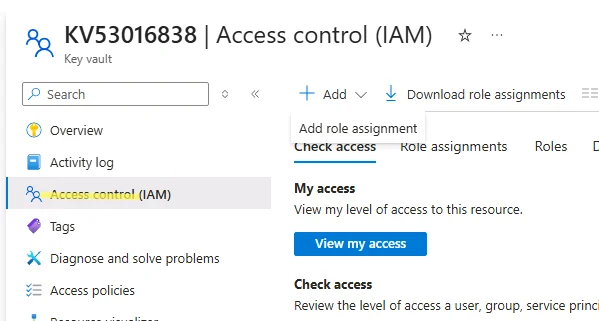 KV53016838 | Access control (IAM) ☆ ...
Key vault
Search
Add
Download role assignments
Add role assignment
Overview
Activity log
Access control (IAM)
Tags
Diagnose and solve problems
Access policies
Check access
Role assignments
Roles
D
My access
View my level of access to this resource.
View my access
Check access
Review the level of access a user, group, service princi